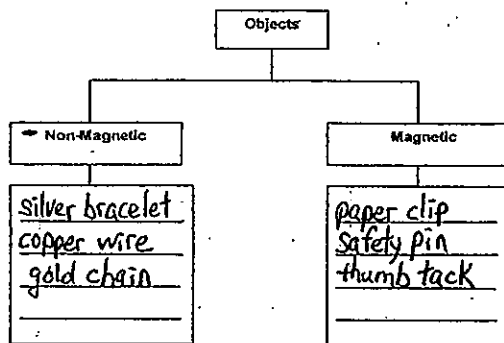 Objects
Non-Magnetic
Magnetic
silver bracelet
copper wire
gold chain
paper clip
safety pin
thumb tack